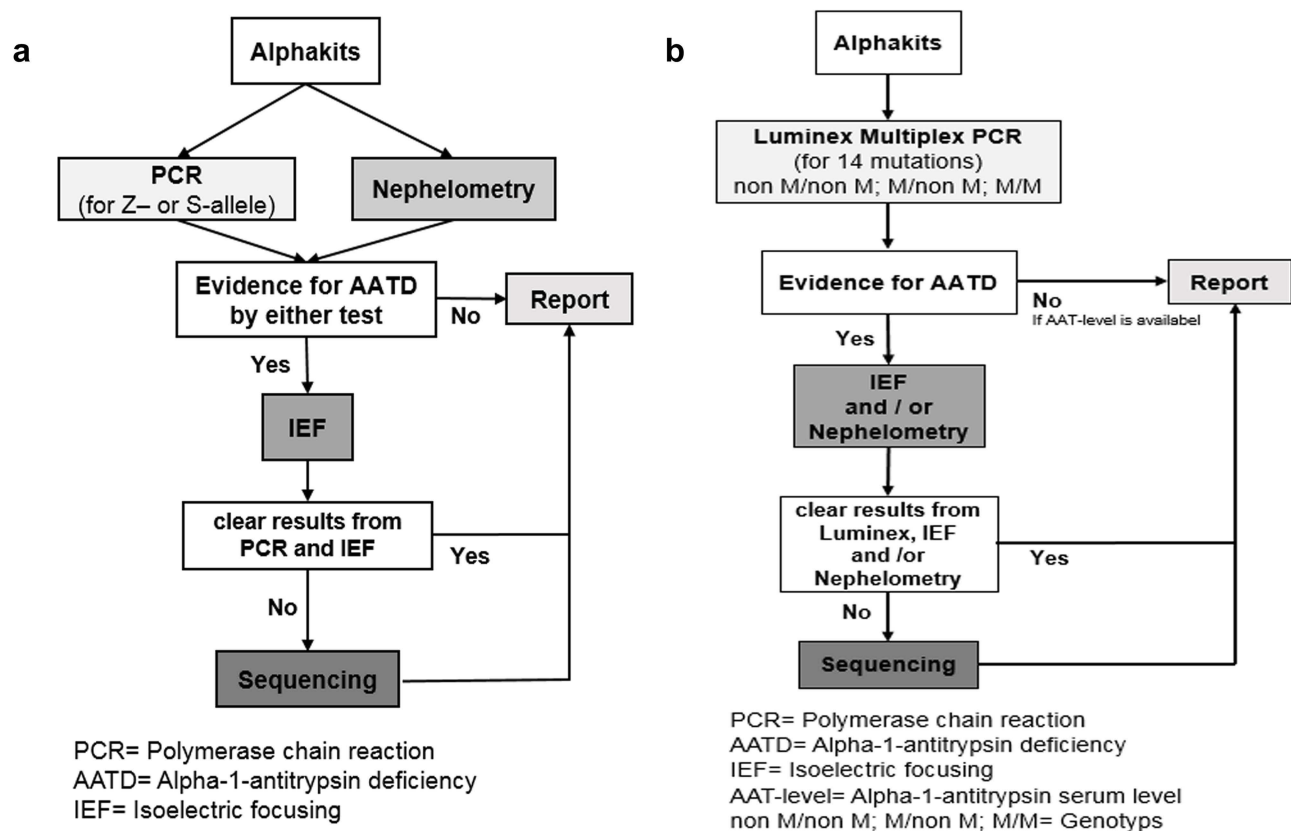 a
Alphakits
PCR
(for Z– or S-allele)
Nephelometry
Evidence for AATD
by either test
No
Report
Yes
IEF
clear results from
PCR and IEF
Yes
No
Sequencing
PCR= Polymerase chain reaction
AATD= Alpha-1-antitrypsin deficiency
IEF= Isoelectric focusing
b
Alphakits
Luminex Multiplex PCR
(for 14 mutations)
non M/non M; M/non M; M/M
Evidence for AATD
No
If AAT-level is availabel
Report
Yes
IEF
and / or
Nephelometry
clear results from
Luminex, IEF
and /or
Nephelometry
Yes
No
Sequencing
PCR= Polymerase chain reaction
AATD= Alpha-1-antitrypsin deficiency
IEF= Isoelectric focusing
AAT-level= Alpha-1-antitrypsin serum level
non M/non M; M/non M; M/M= Genotyps